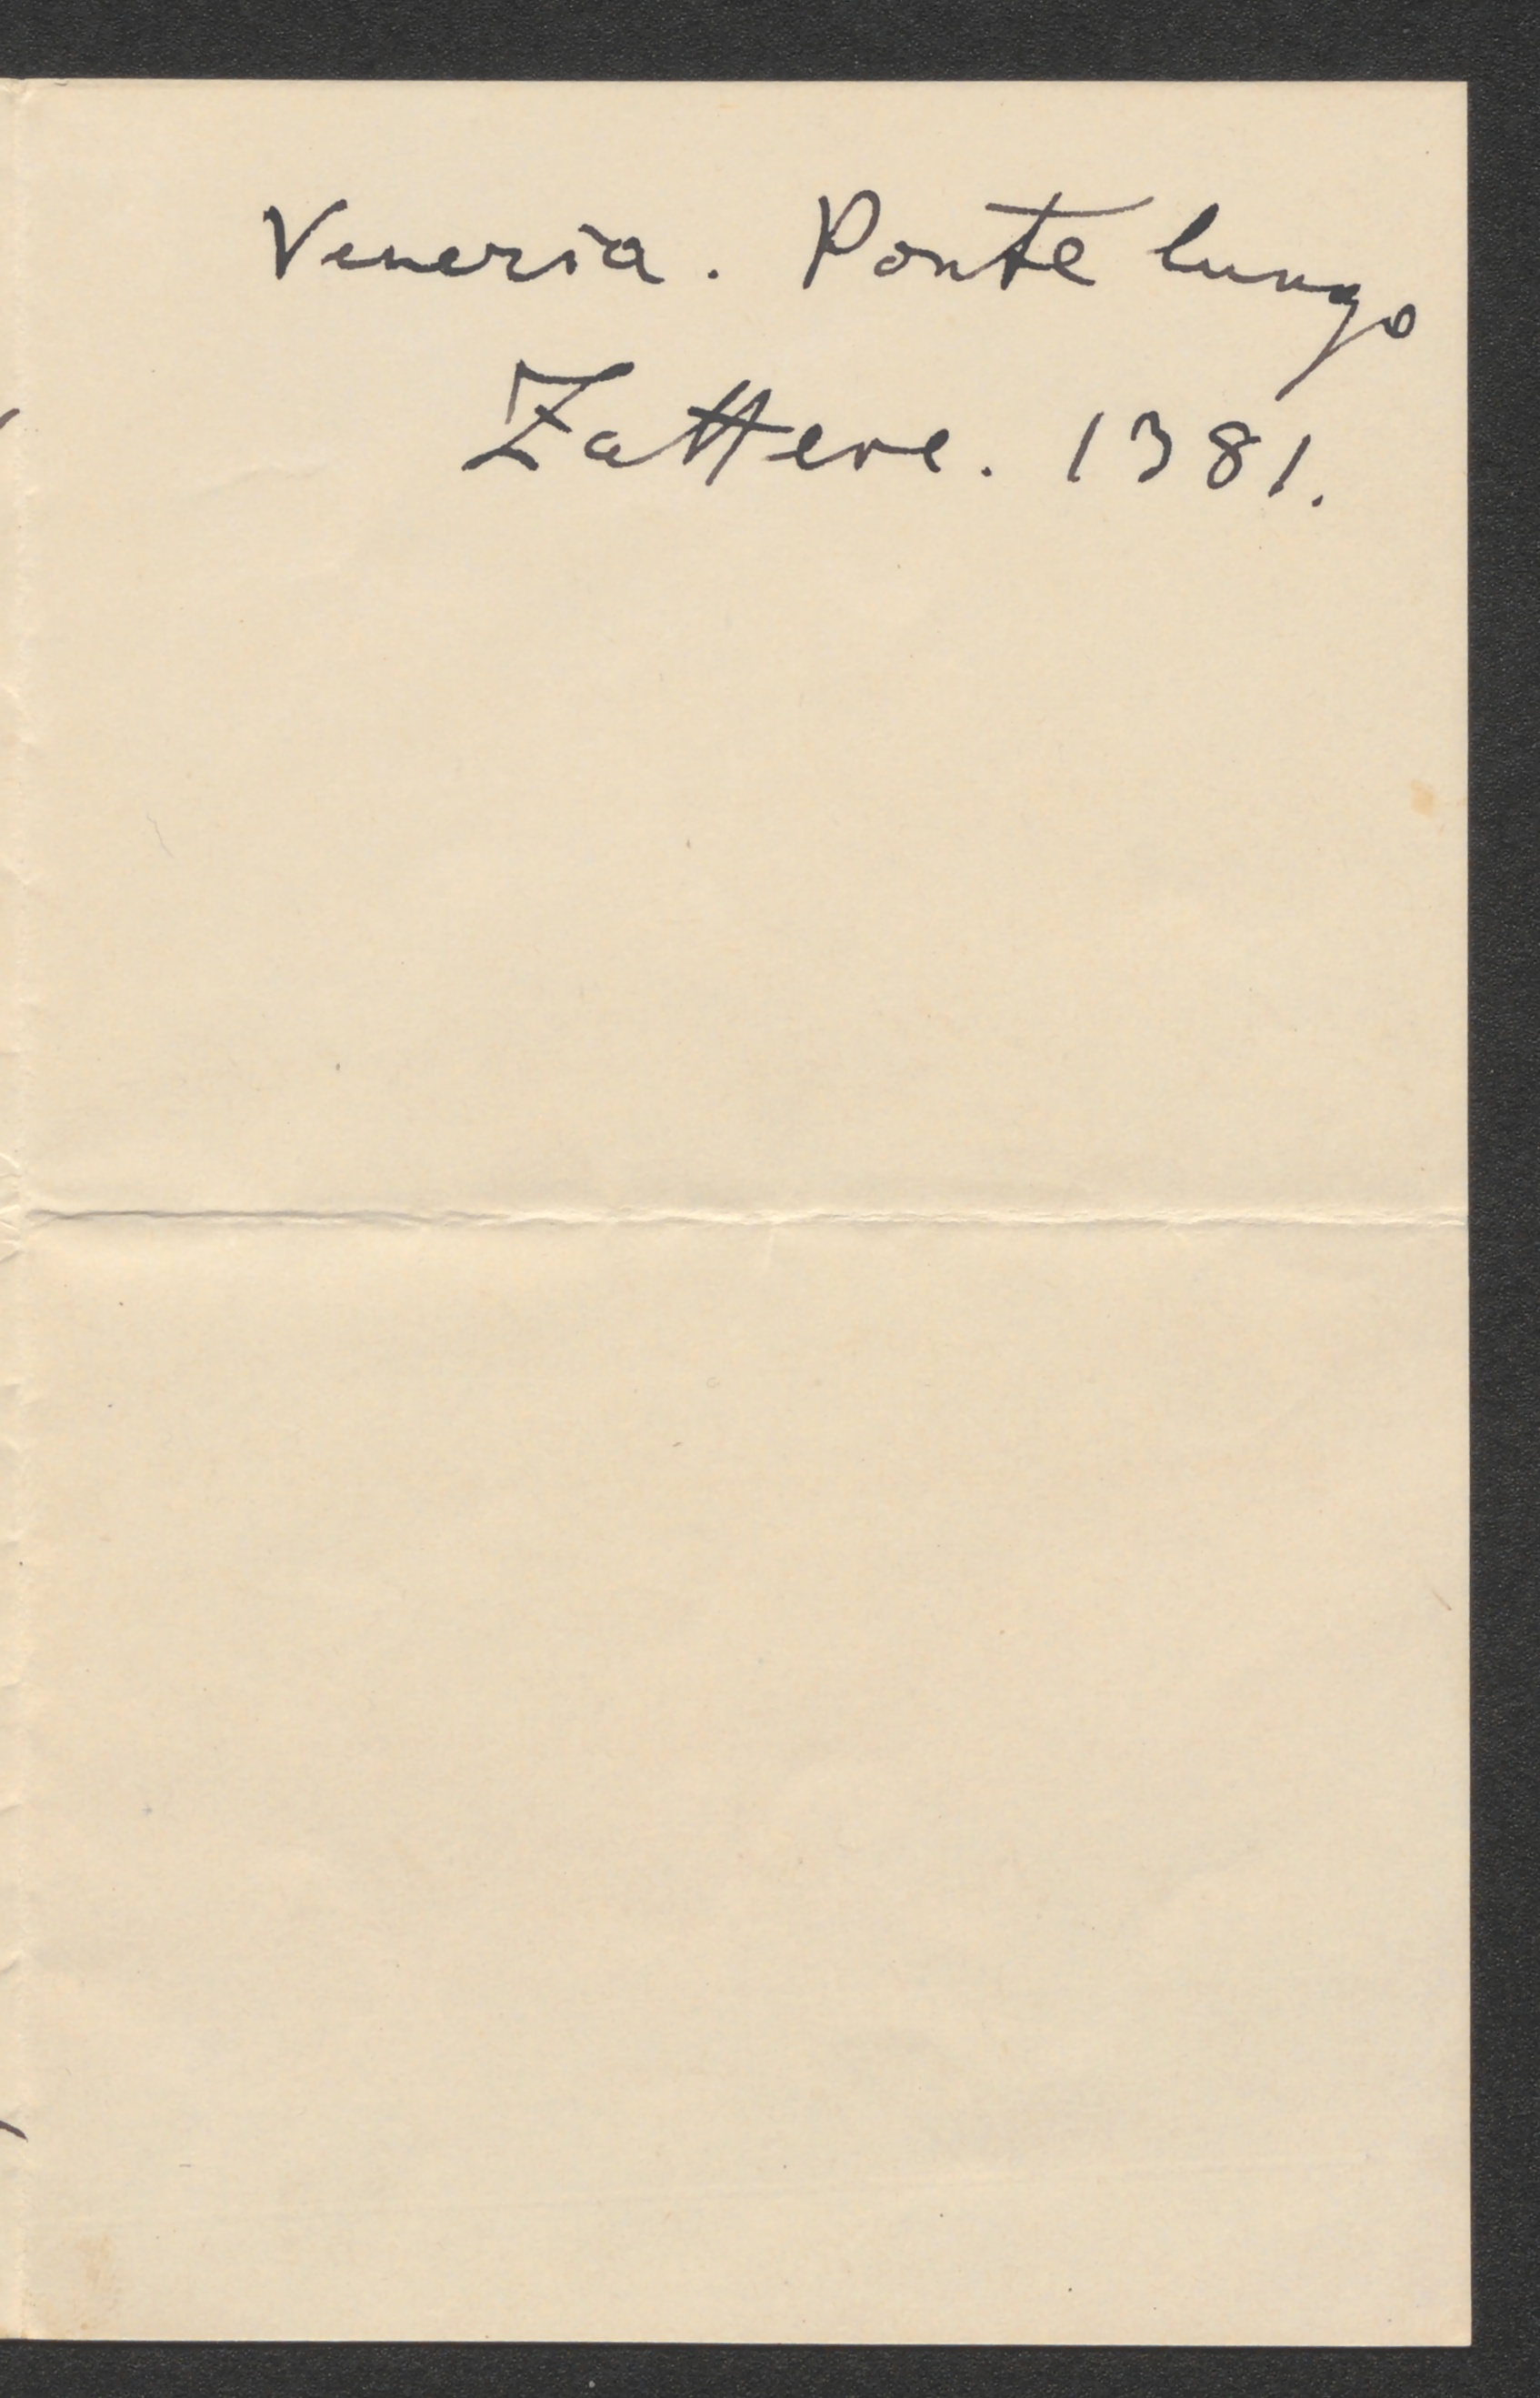 Venezia. Ponte lungo
Zattere. 1381.